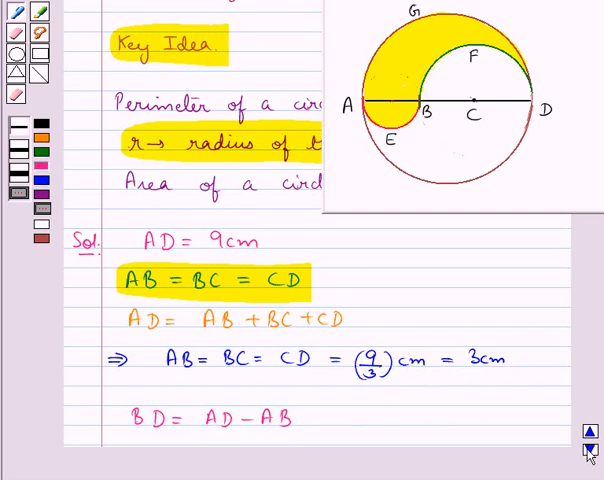 G
Key Idea.
F
A B C D
E
Perimeter of a circ
r → radius of t
Area of a circl
Sol. AD = 9cm
AB = BC = CD
AD = AB + BC + CD
⇒ AB = BC = CD = (9/3) cm = 3cm
BD = AD - AB